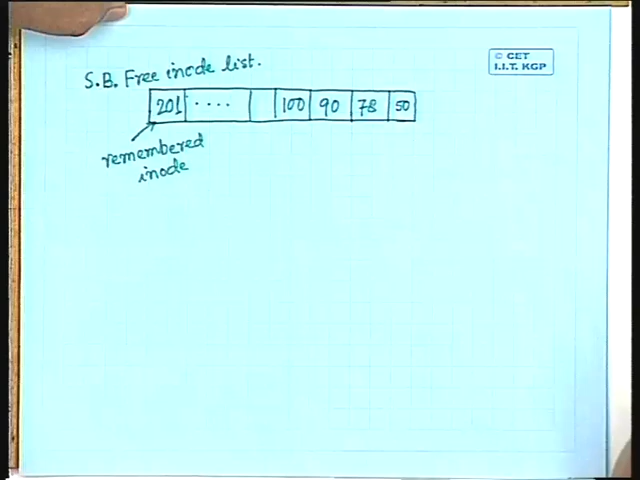 S.B. Free inode list.
© CET
I.I.T. KGP
201 .... 100 90 78 50
remembered
inode